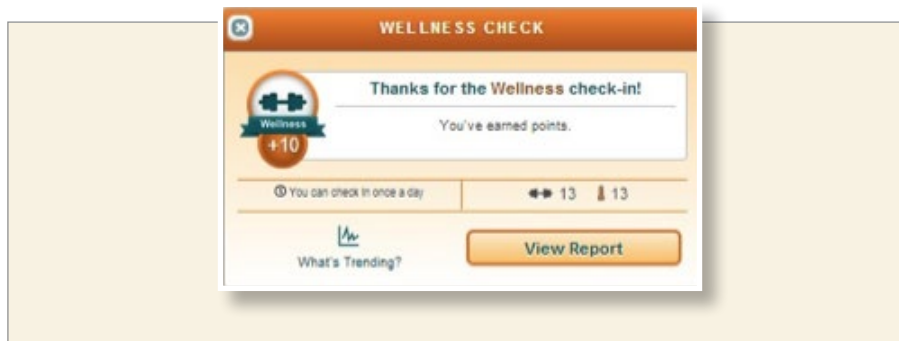 WELLNESS CHECK
Thanks for the Wellness check-in!
Wellness
You've earned points.
+10
You can check in once a day
13 13
What's Trending?
View Report